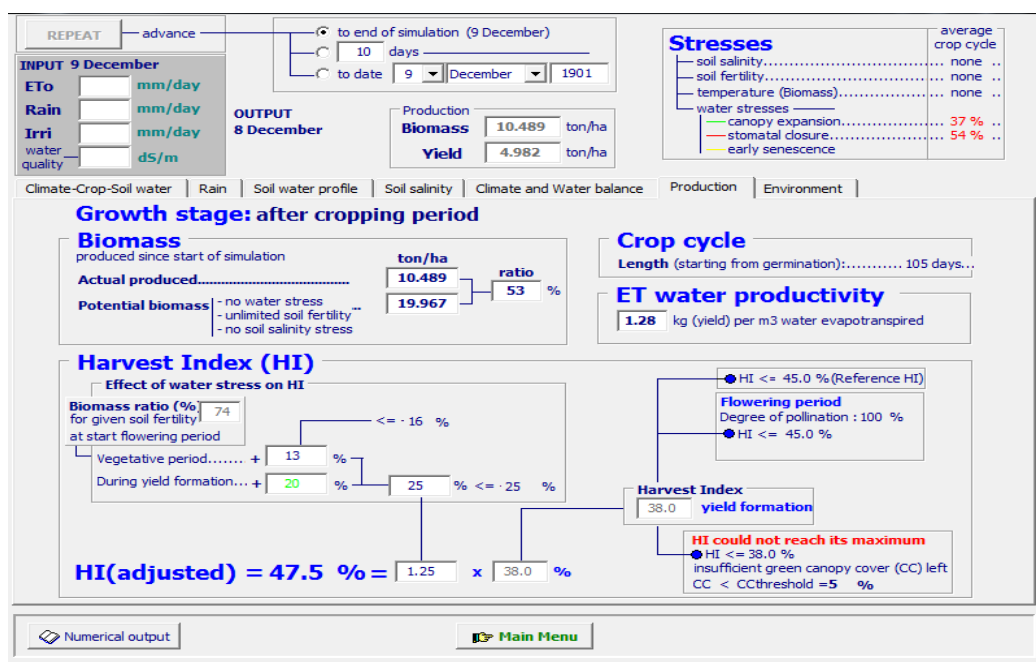 REPEAT advance to end of simulation (9 December)
10 days
to date 9 December 1901
INPUT 9 December
ETo mm/day
Rain mm/day
Irri mm/day
water quality dS/m
OUTPUT
8 December
Production
Biomass 10.489 ton/ha
Yield 4.982 ton/ha
Stresses
average
crop cycle
soil salinity.......................................... none ..
soil fertility.......................................... none ..
temperature (Biomass)....................... none ..
water stresses
canopy expansion......................... 37 % ..
stomatal closure.......................... 54 % ..
early senescence
Climate-Crop-Soil water Rain Soil water profile Soil salinity Climate and Water balance Production Environment
Growth stage: after cropping period
Biomass
produced since start of simulation ton/ha
Actual produced...................................... 10.489 ratio
53 %
Potential biomass - no water stress ... 19.967
- unlimited soil fertility
- no soil salinity stress
Crop cycle
Length (starting from germination):........... 105 days...
ET water productivity
1.28 kg (yield) per m3 water evapotranspired
Harvest Index (HI)
Effect of water stress on HI
Biomass ratio (%) 74
for given soil fertility
at start flowering period
<= · 16 %
Vegetative period....... + 13 %
During yield formation... + 20 % 25 % <= · 25 %
HI <= 45.0 % (Reference HI)
Flowering period
Degree of pollination : 100 %
HI <= 45.0 %
Harvest Index
38.0 yield formation
HI could not reach its maximum
HI <= 38.0 %
insufficient green canopy cover (CC) left
CC < CCthreshold =5 %
HI(adjusted) = 47.5 % = 1.25 x 38.0 %
Numerical output Main Menu